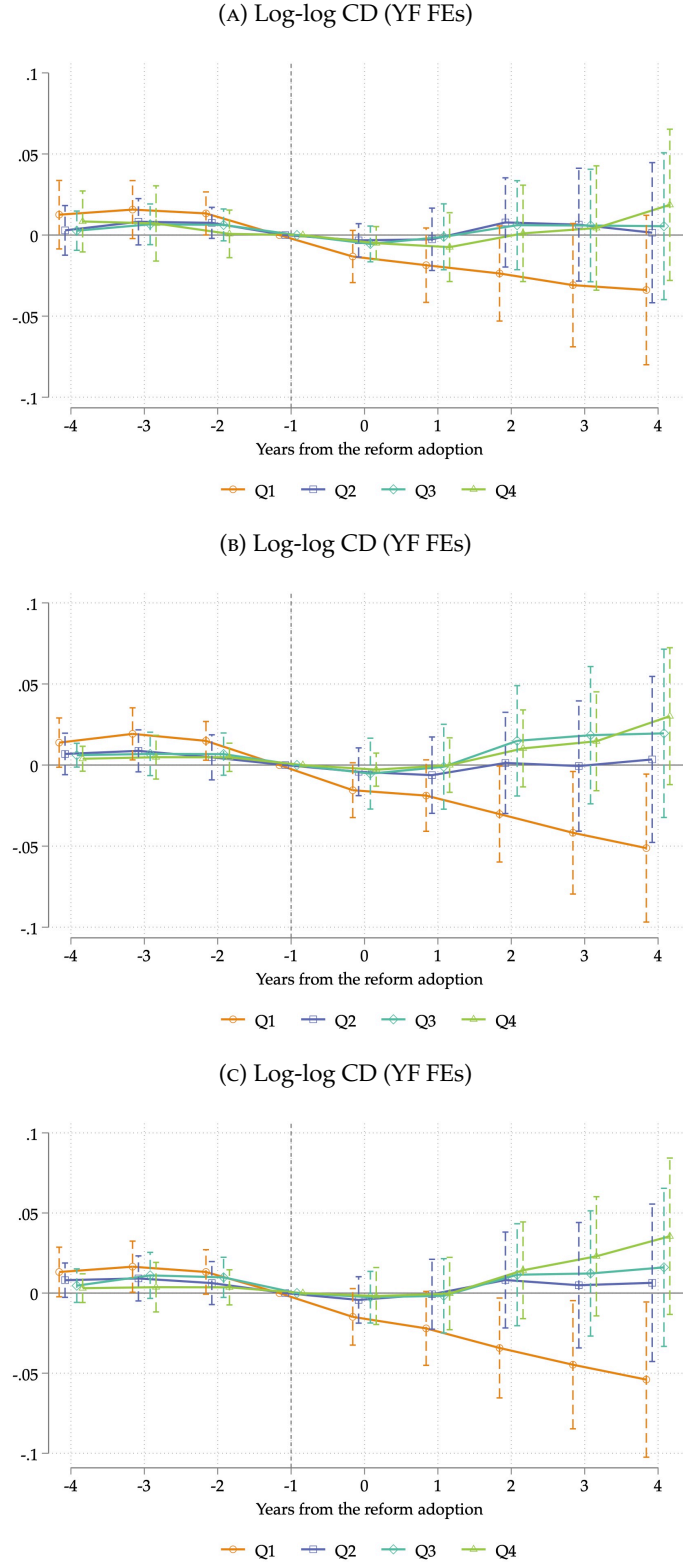 (A) Log-log CD (YF FEs)
.1
.05
0
-.05
-.1
-4 -3 -2 -1 0 1 2 3 4
Years from the reform adoption
Q1 Q2 Q3 Q4
(B) Log-log CD (YF FEs)
.1
.05
0
-.05
-.1
-4 -3 -2 -1 0 1 2 3 4
Years from the reform adoption
Q1 Q2 Q3 Q4
(C) Log-log CD (YF FEs)
.1
.05
0
-.05
-.1
-4 -3 -2 -1 0 1 2 3 4
Years from the reform adoption
Q1 Q2 Q3 Q4